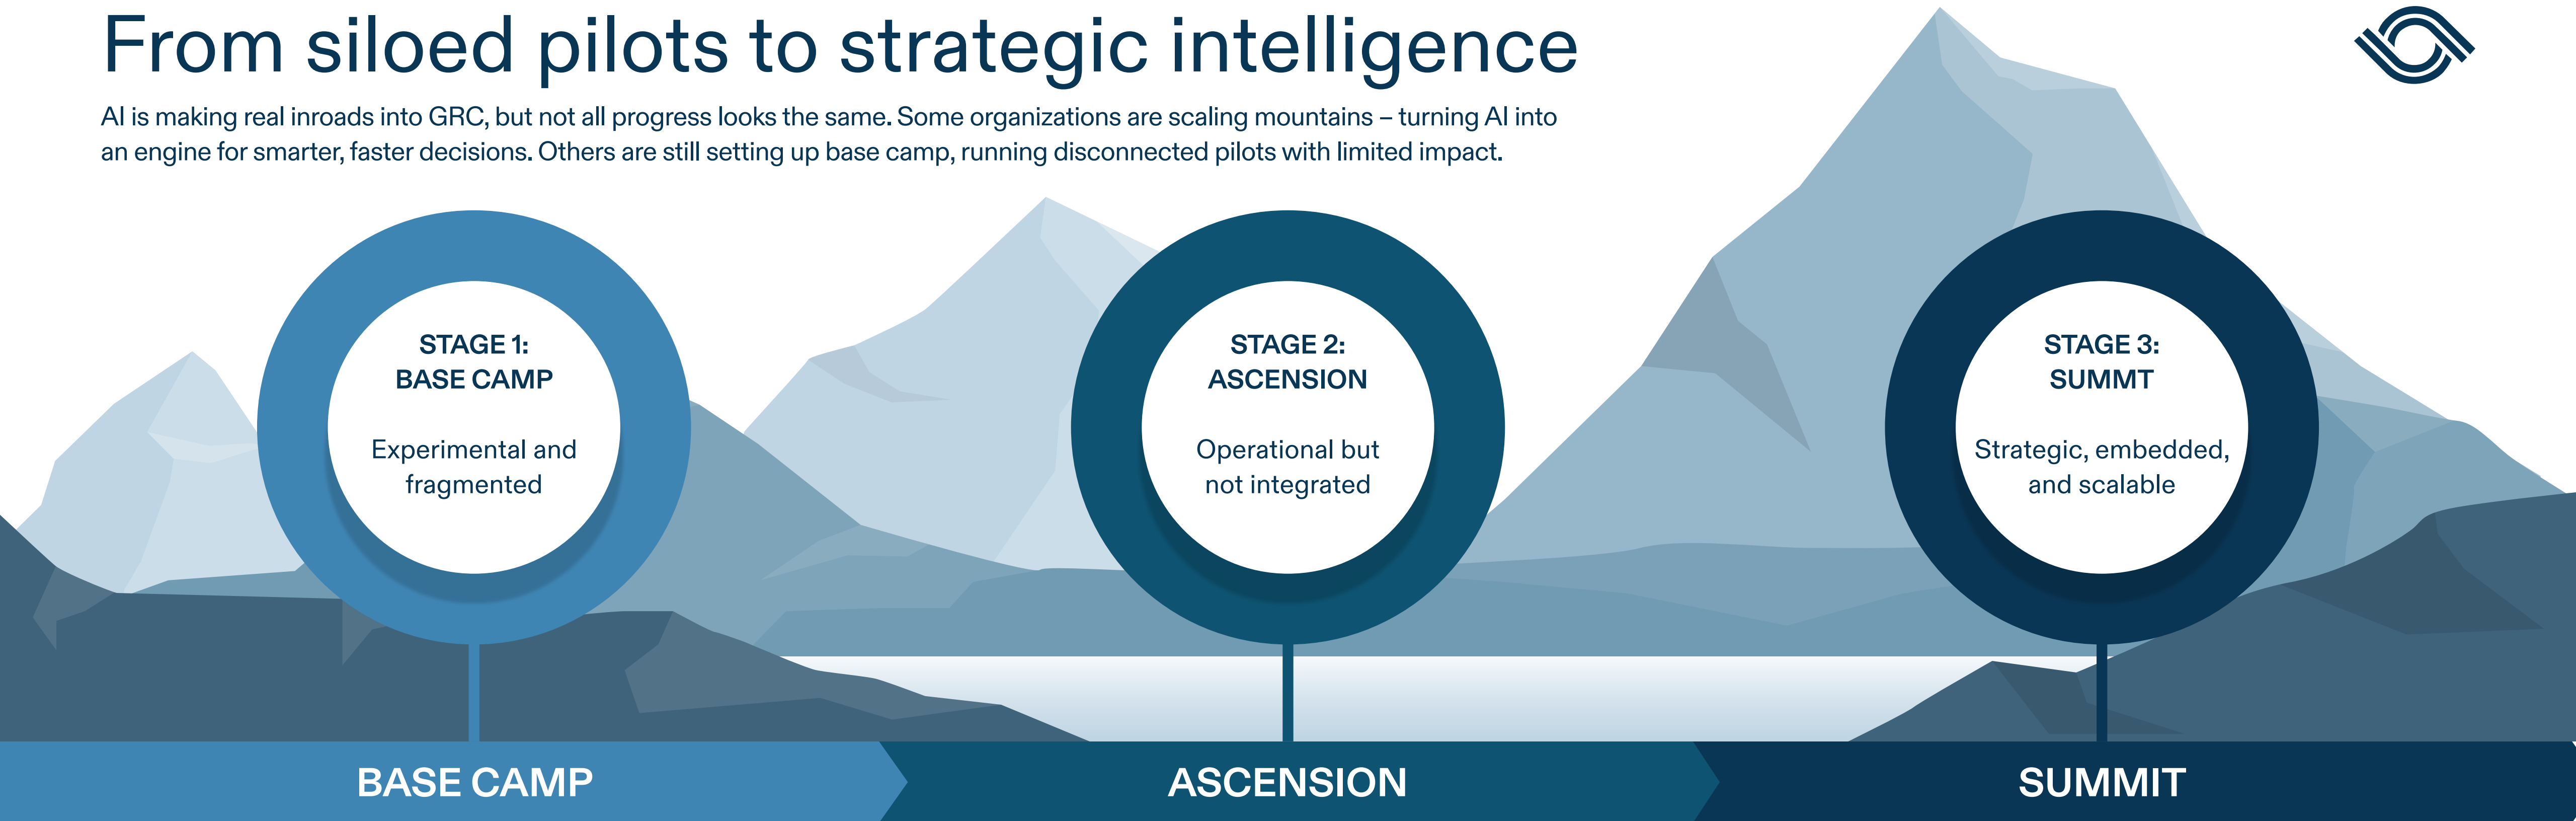 From siloed pilots to strategic intelligence
AI is making real inroads into GRC, but not all progress looks the same. Some organizations are scaling mountains – turning AI into
an engine for smarter, faster decisions. Others are still setting up base camp, running disconnected pilots with limited impact.
STAGE 1:
BASE CAMP
Experimental and
fragmented
STAGE 2:
ASCENSION
Operational but
not integrated
STAGE 3:
SUMMT
Strategic, embedded,
and scalable
BASE CAMP
ASCENSION
SUMMIT